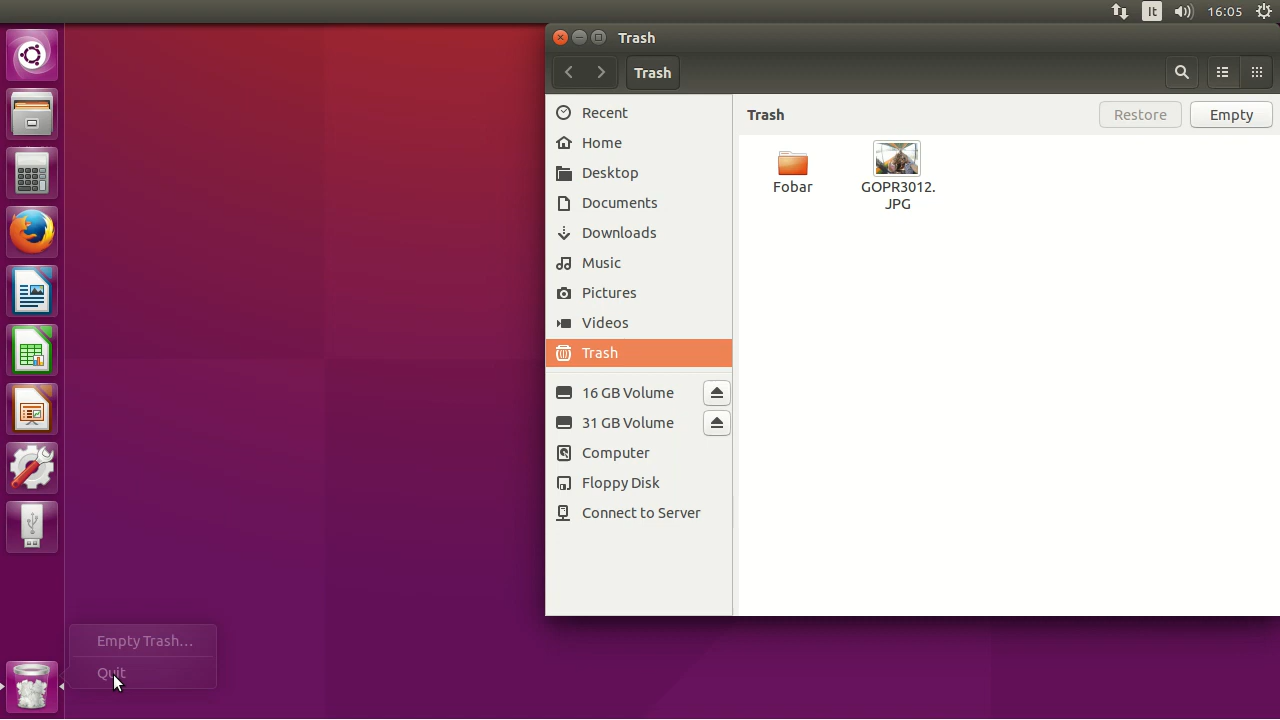 lt
16:05
Trash
Trash
Recent
Home
Desktop
Documents
Downloads
Music
Pictures
Videos
Trash
16 GB Volume
31 GB Volume
Computer
Floppy Disk
Connect to Server
Trash
Restore
Empty
Fobar
GOPR3012.
JPG
Empty Trash...
Quit